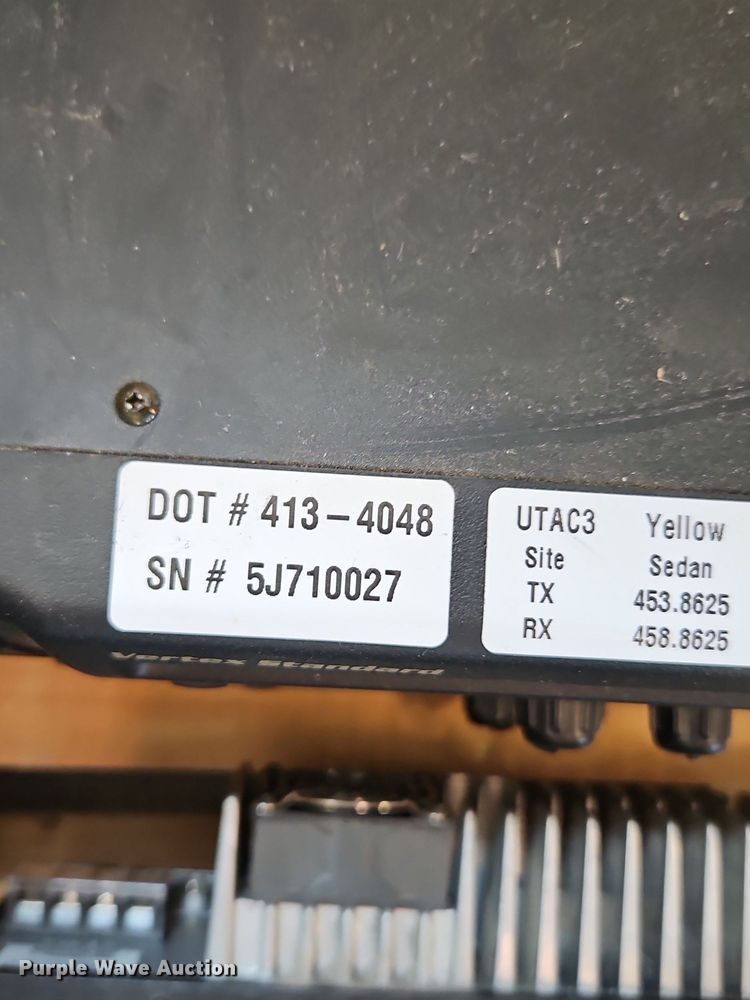 DOT # 413-4048
SN # 5J710027
UTAC3 Yellow
Site Sedan
TX 453.8625
RX 458.8625
Vertex Standard
Purple Wave Auction